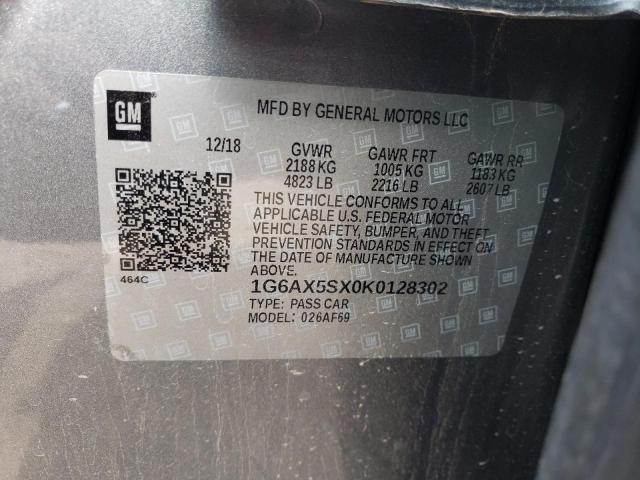 GM
MFD BY GENERAL MOTORS LLC
12/18 GVWR GAWR FRT GAWR RR
2188 KG 1005 KG 1183 KG
4823 LB 2216 LB 2607 LB
THIS VEHICLE CONFORMS TO ALL
APPLICABLE U.S. FEDERAL MOTOR
VEHICLE SAFETY, BUMPER, AND THEFT
PREVENTION STANDARDS IN EFFECT ON
THE DATE OF MANUFACTURE SHOWN
ABOVE.
464C
1G6AX5SX0K0128302
TYPE: PASS CAR
MODEL: 026AF69